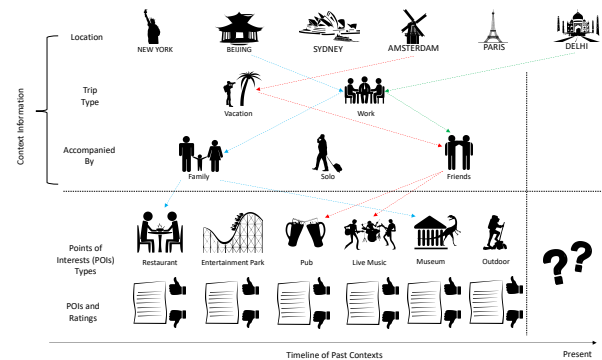 Context Information
Location
NEW YORK
BEIJING
SYDNEY
AMSTERDAM
PARIS
DELHI
Trip
Type
Vacation
Work
Accompanied
By
Family
Solo
Friends
Points of
Interests (POIs)
Types
Restaurant
Entertainment Park
Pub
Live Music
Museum
Outdoor
??
POIs and
Ratings
Timeline of Past Contexts
Present